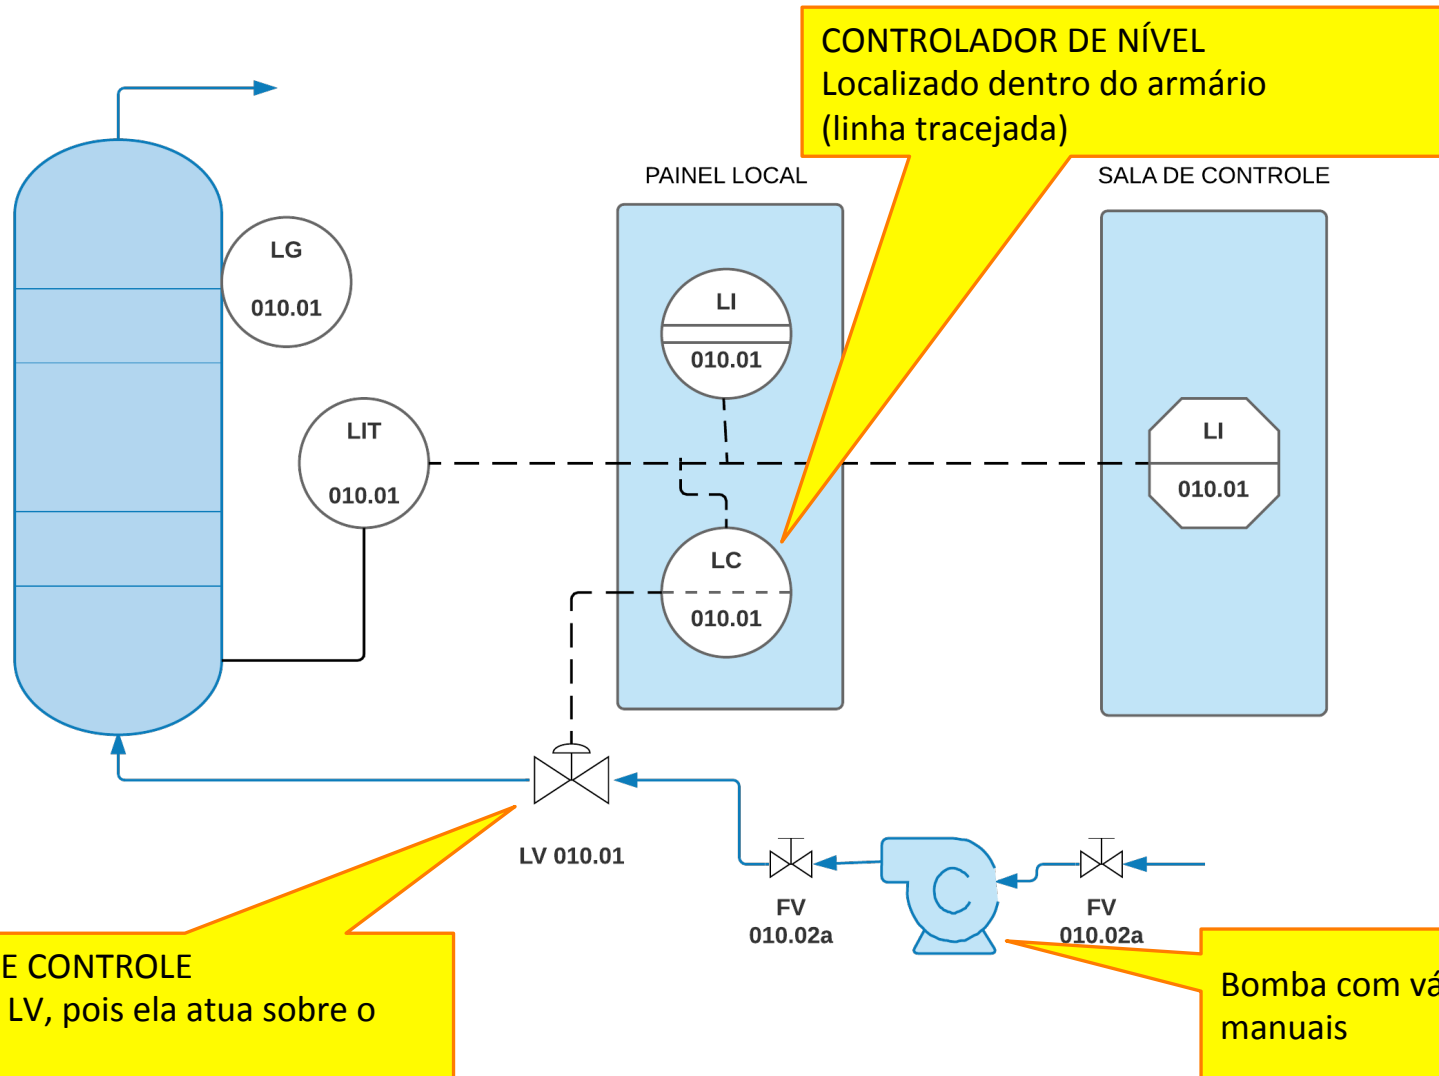 CONTROLADOR DE NÍVEL
Localizado dentro do armário
(linha tracejada)
PAINEL LOCAL
SALA DE CONTROLE
LG
010.01
LI
010.01
LIT
010.01
LI
010.01
LC
010.01
LV 010.01
FV
010.02a
FV
010.02a
E CONTROLE
LV, pois ela atua sobre o
Bomba com vá
manuais